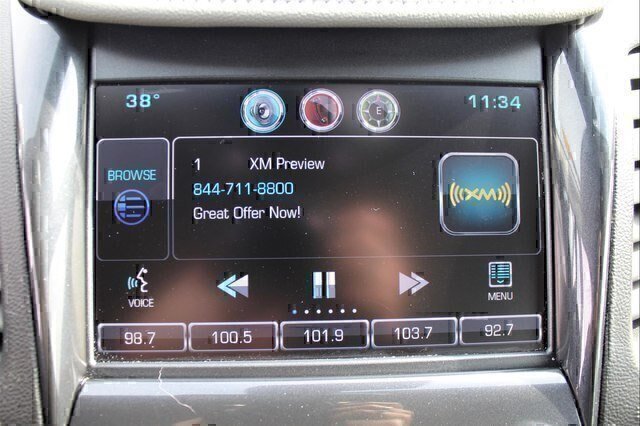 38°
E
11:34
BROWSE
1 XM Preview
844-711-8800
Great Offer Now!
((XM))
VOICE
MENU
98.7 100.5 101.9 103.7 92.7